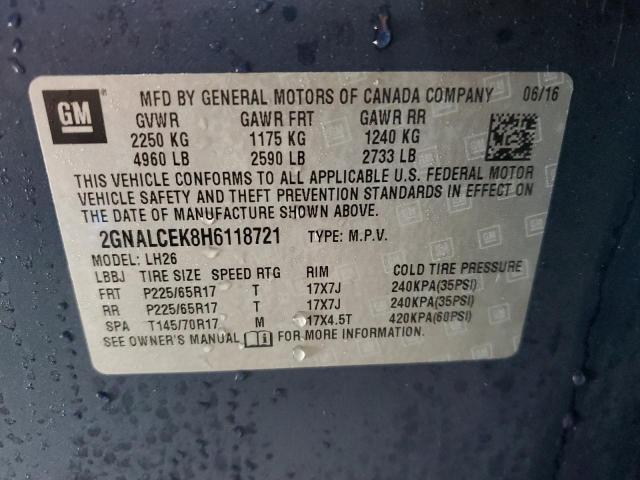 GM
MFD BY GENERAL MOTORS OF CANADA COMPANY 06/16
GVWR GAWR FRT GAWR RR
2250 KG 1175 KG 1240 KG
4960 LB 2590 LB 2733 LB
THIS VEHICLE CONFORMS TO ALL APPLICABLE U.S. FEDERAL MOTOR
VEHICLE SAFETY AND THEFT PREVENTION STANDARDS IN EFFECT ON
THE DATE OF MANUFACTURE SHOWN ABOVE.
2GNALCEK8H6118721 TYPE: M.P.V.
MODEL: LH26
LBBJ TIRE SIZE SPEED RTG RIM COLD TIRE PRESSURE
FRT P225/65R17 T 17X7J 240KPA(35PSI)
RR P225/65R17 T 17X7J 240KPA(35PSI)
SPA T145/70R17 M 17X4.5T 420KPA(60PSI)
SEE OWNER'S MANUAL FOR MORE INFORMATION.